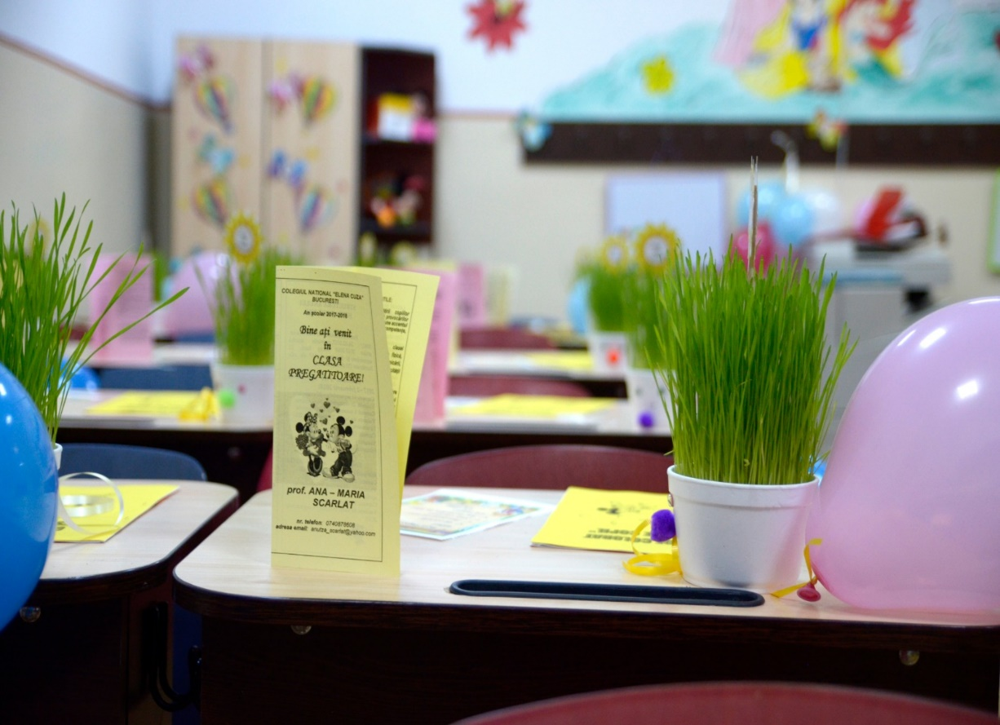 COLEGIUL NATIONAL "ELENA CUZA"
BUCURESTI
An școlar 2017-2018
Bine ați venit
în
CLASA
PREGATITOARE!
prof. ANA – MARIA
SCARLAT
nr. telefon: 0740878608
adresa email: anutza_scarlat@yahoo.com